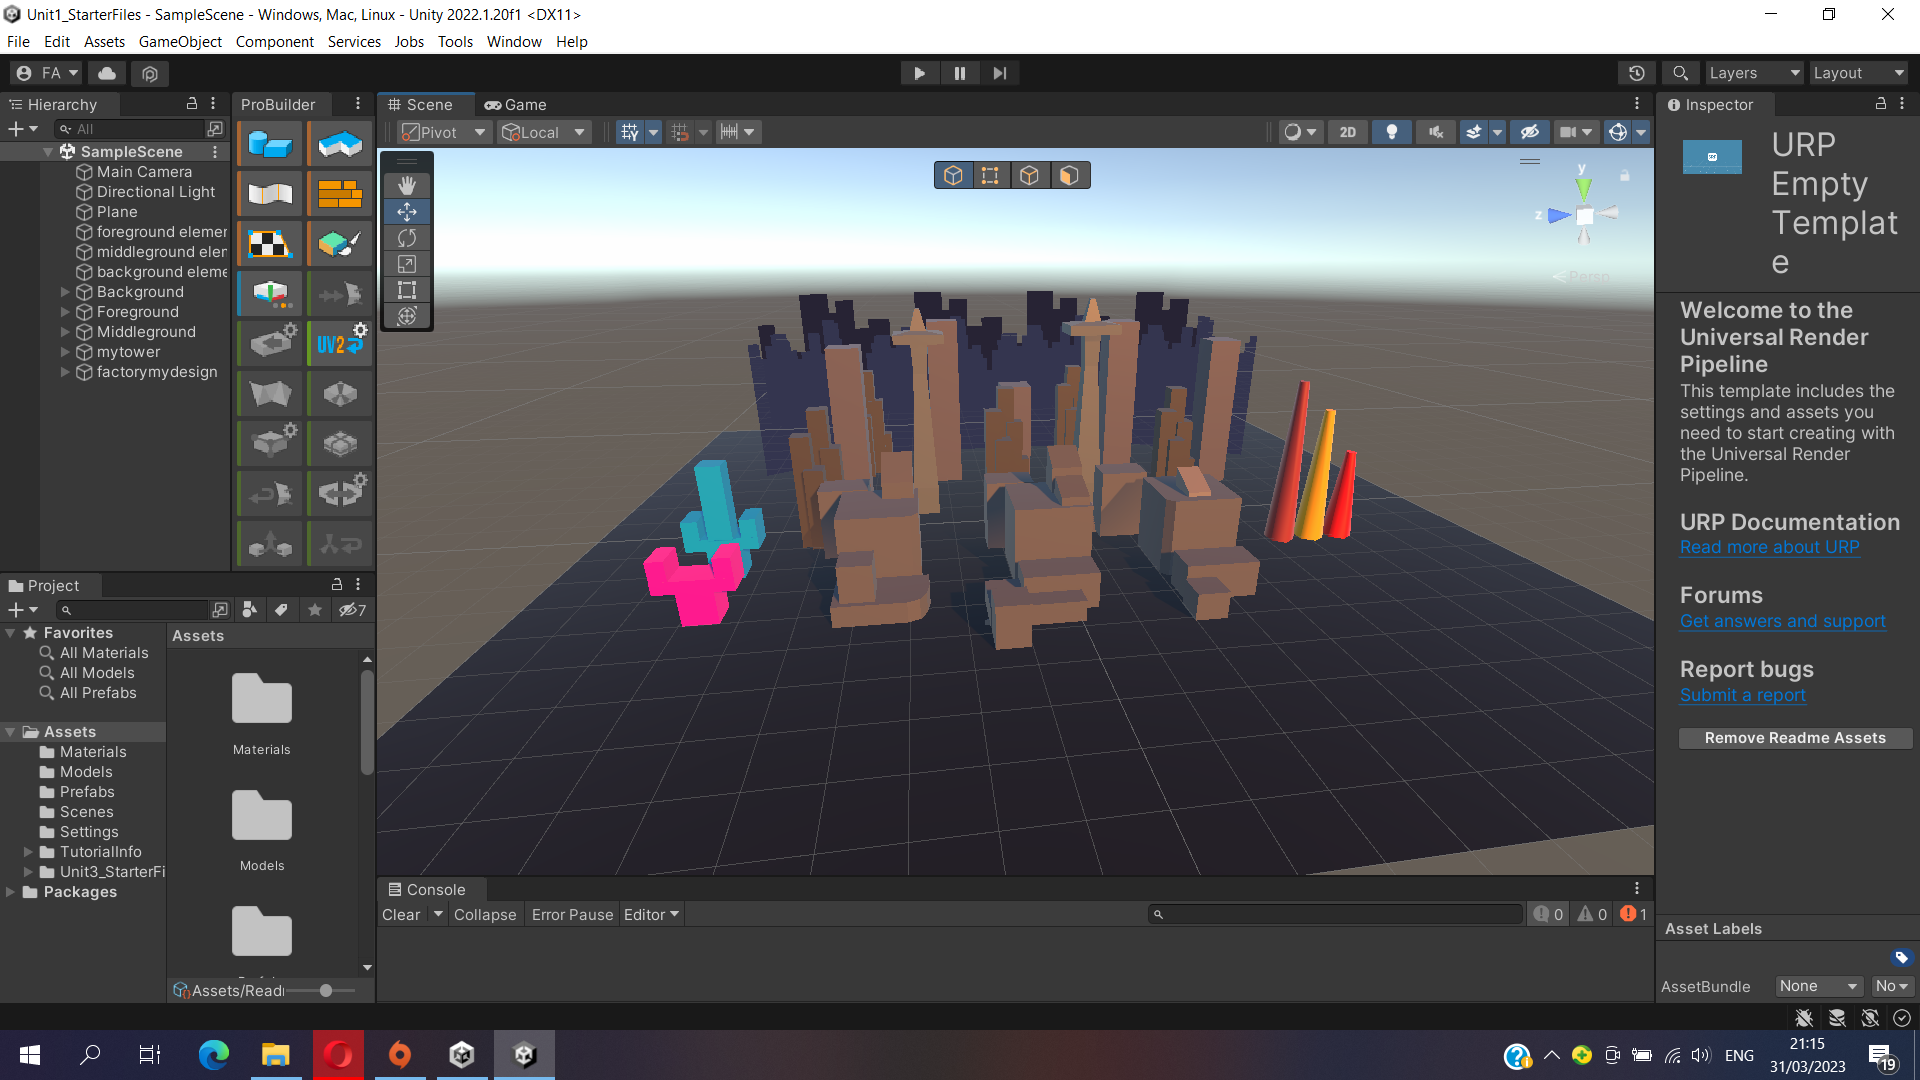 Unit1_StarterFiles - SampleScene - Windows, Mac, Linux - Unity 2022.1.20f1 <DX11>
File Edit Assets GameObject Component Services Jobs Tools Window Help
FA
Layers
Layout
Hierarchy
All
SampleScene
Main Camera
Directional Light
Plane
foreground elemer
middleground eler
background eleme
Background
Foreground
Middleground
mytower
factorymydesign
ProBuilder
UV2
Scene
Game
Pivot
Local
2D
y
z
Persp
Inspector
URP
Empty
Templat
e
Welcome to the
Universal Render
Pipeline
This template includes the
settings and assets you
need to start creating with
the Universal Render
Pipeline.
URP Documentation
Read more about URP
Forums
Get answers and support
Report bugs
Submit a report
Remove Readme Assets
Asset Labels
AssetBundle
None
No
Project
7
Favorites
All Materials
All Models
All Prefabs
Assets
Materials
Models
Prefabs
Scenes
Settings
TutorialInfo
Unit3_StarterFi
Packages
Assets
Materials
Models
Assets/Read
Console
Clear
Collapse
Error Pause
Editor
0
0
1
ENG
21:15
31/03/2023
19